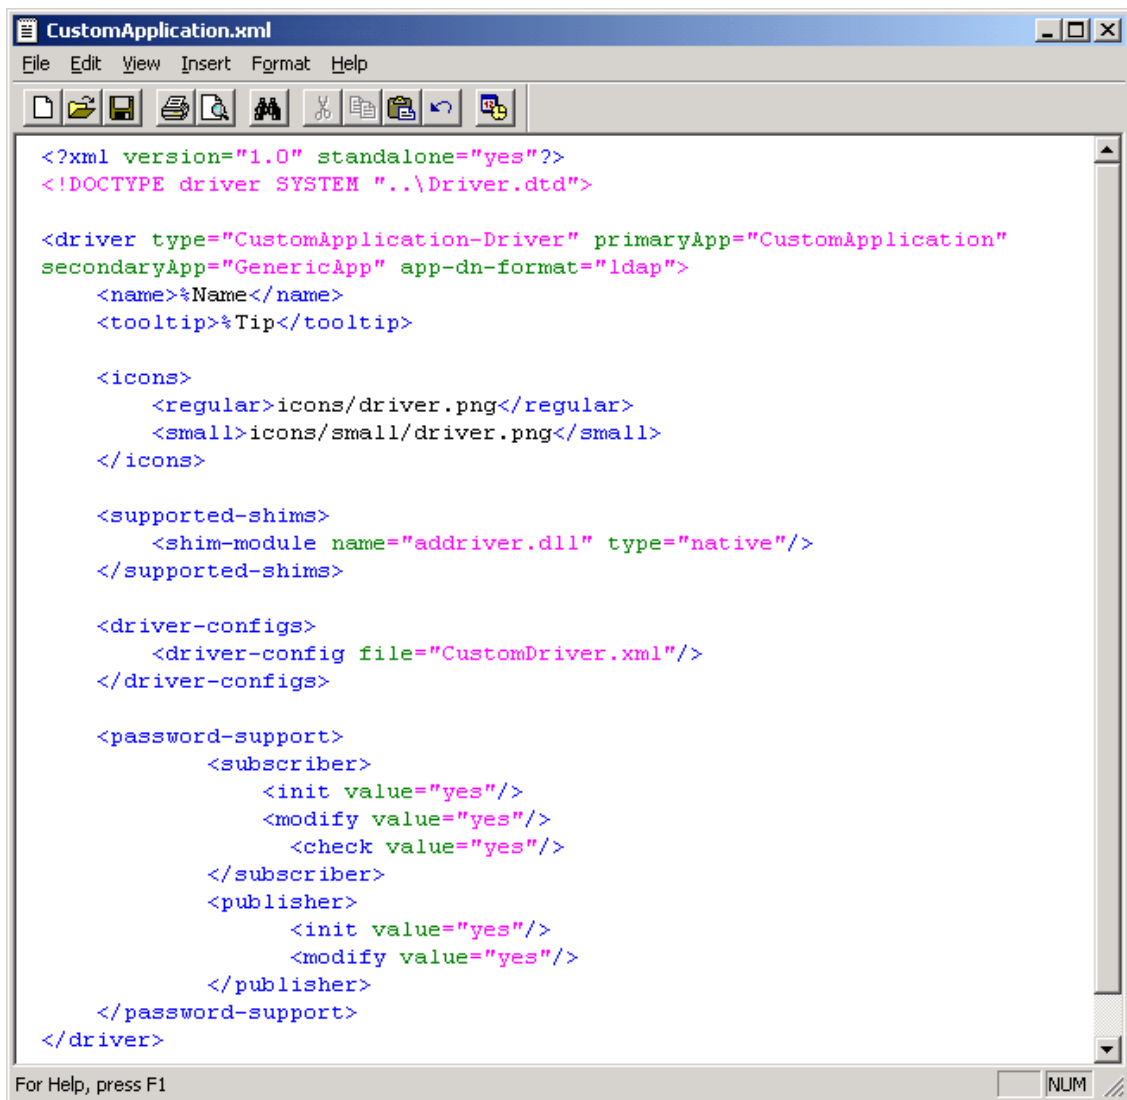 CustomApplication.xml
File Edit View Insert Format Help
<?xml version="1.0" standalone="yes"?>
<!DOCTYPE driver SYSTEM "..\Driver.dtd">
<driver type="CustomApplication-Driver" primaryApp="CustomApplication"
secondaryApp="GenericApp" app-dn-format="ldap">
    <name>%Name</name>
    <tooltip>%Tip</tooltip>
    <icons>
        <regular>icons/driver.png</regular>
        <small>icons/small/driver.png</small>
    </icons>
    <supported-shims>
        <shim-module name="addriver.dll" type="native"/>
    </supported-shims>
    <driver-configs>
        <driver-config file="CustomDriver.xml"/>
    </driver-configs>
    <password-support>
            <subscriber>
                <init value="yes"/>
                <modify value="yes"/>
                  <check value="yes"/>
            </subscriber>
            <publisher>
                  <init value="yes"/>
                  <modify value="yes"/>
            </publisher>
    </password-support>
</driver>
For Help, press F1
NUM